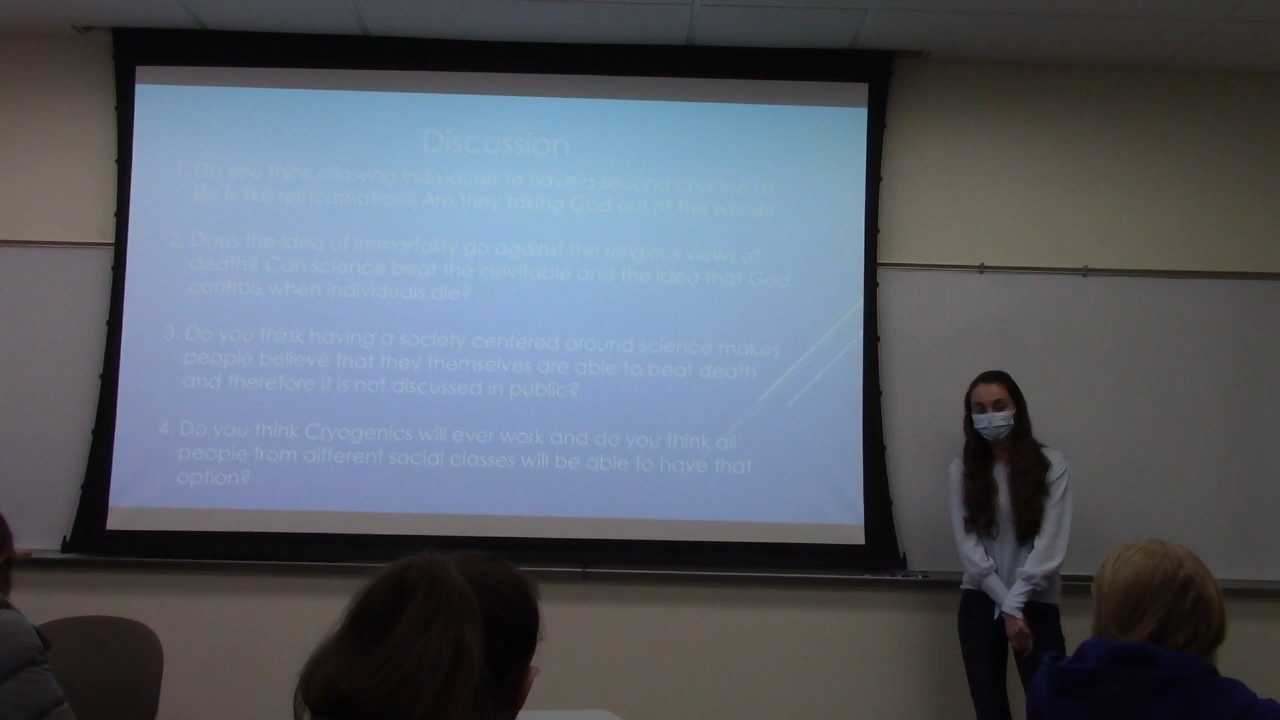 Discussion
1. Do you think allowing individuals to have a second chance at
life is like reincarnation? Are they taking God out of the world?
2. Does the idea of immortality go against the religious views of
death? Can science beat the inevitable and the idea that God
controls when individuals die?
3. Do you think having a society centered around science makes
people believe that they themselves are able to beat death
and therefore it is not discussed in public?
4. Do you think Cryogenics will ever work and do you think all
people from different social classes will be able to have that
option?